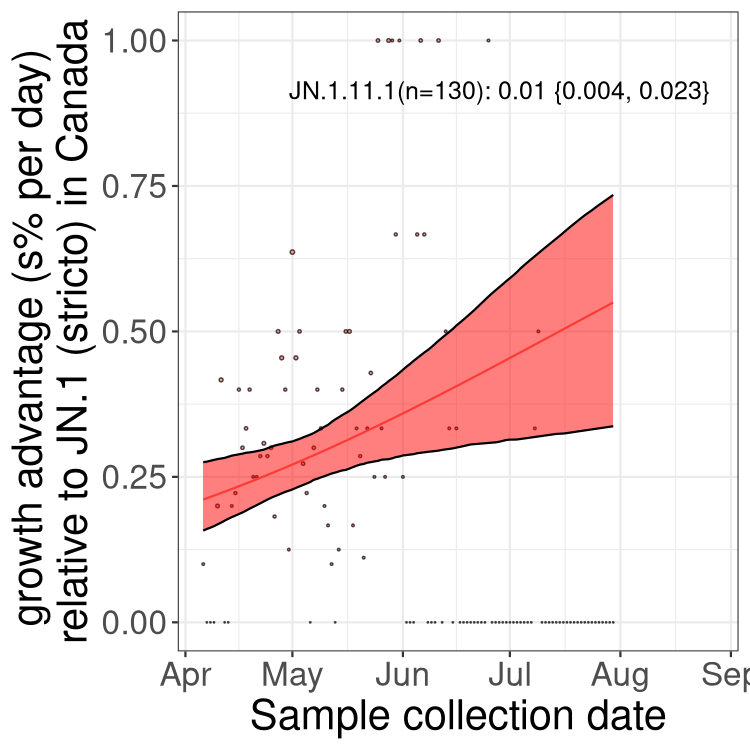 growth advantage (s% per day)
relative to JN.1 (stricto) in Canada
1.00
0.75
0.50
0.25
0.00
JN.1.11.1(n=130): 0.01 {0.004, 0.023}
Apr May Jun Jul Aug Sep
Sample collection date